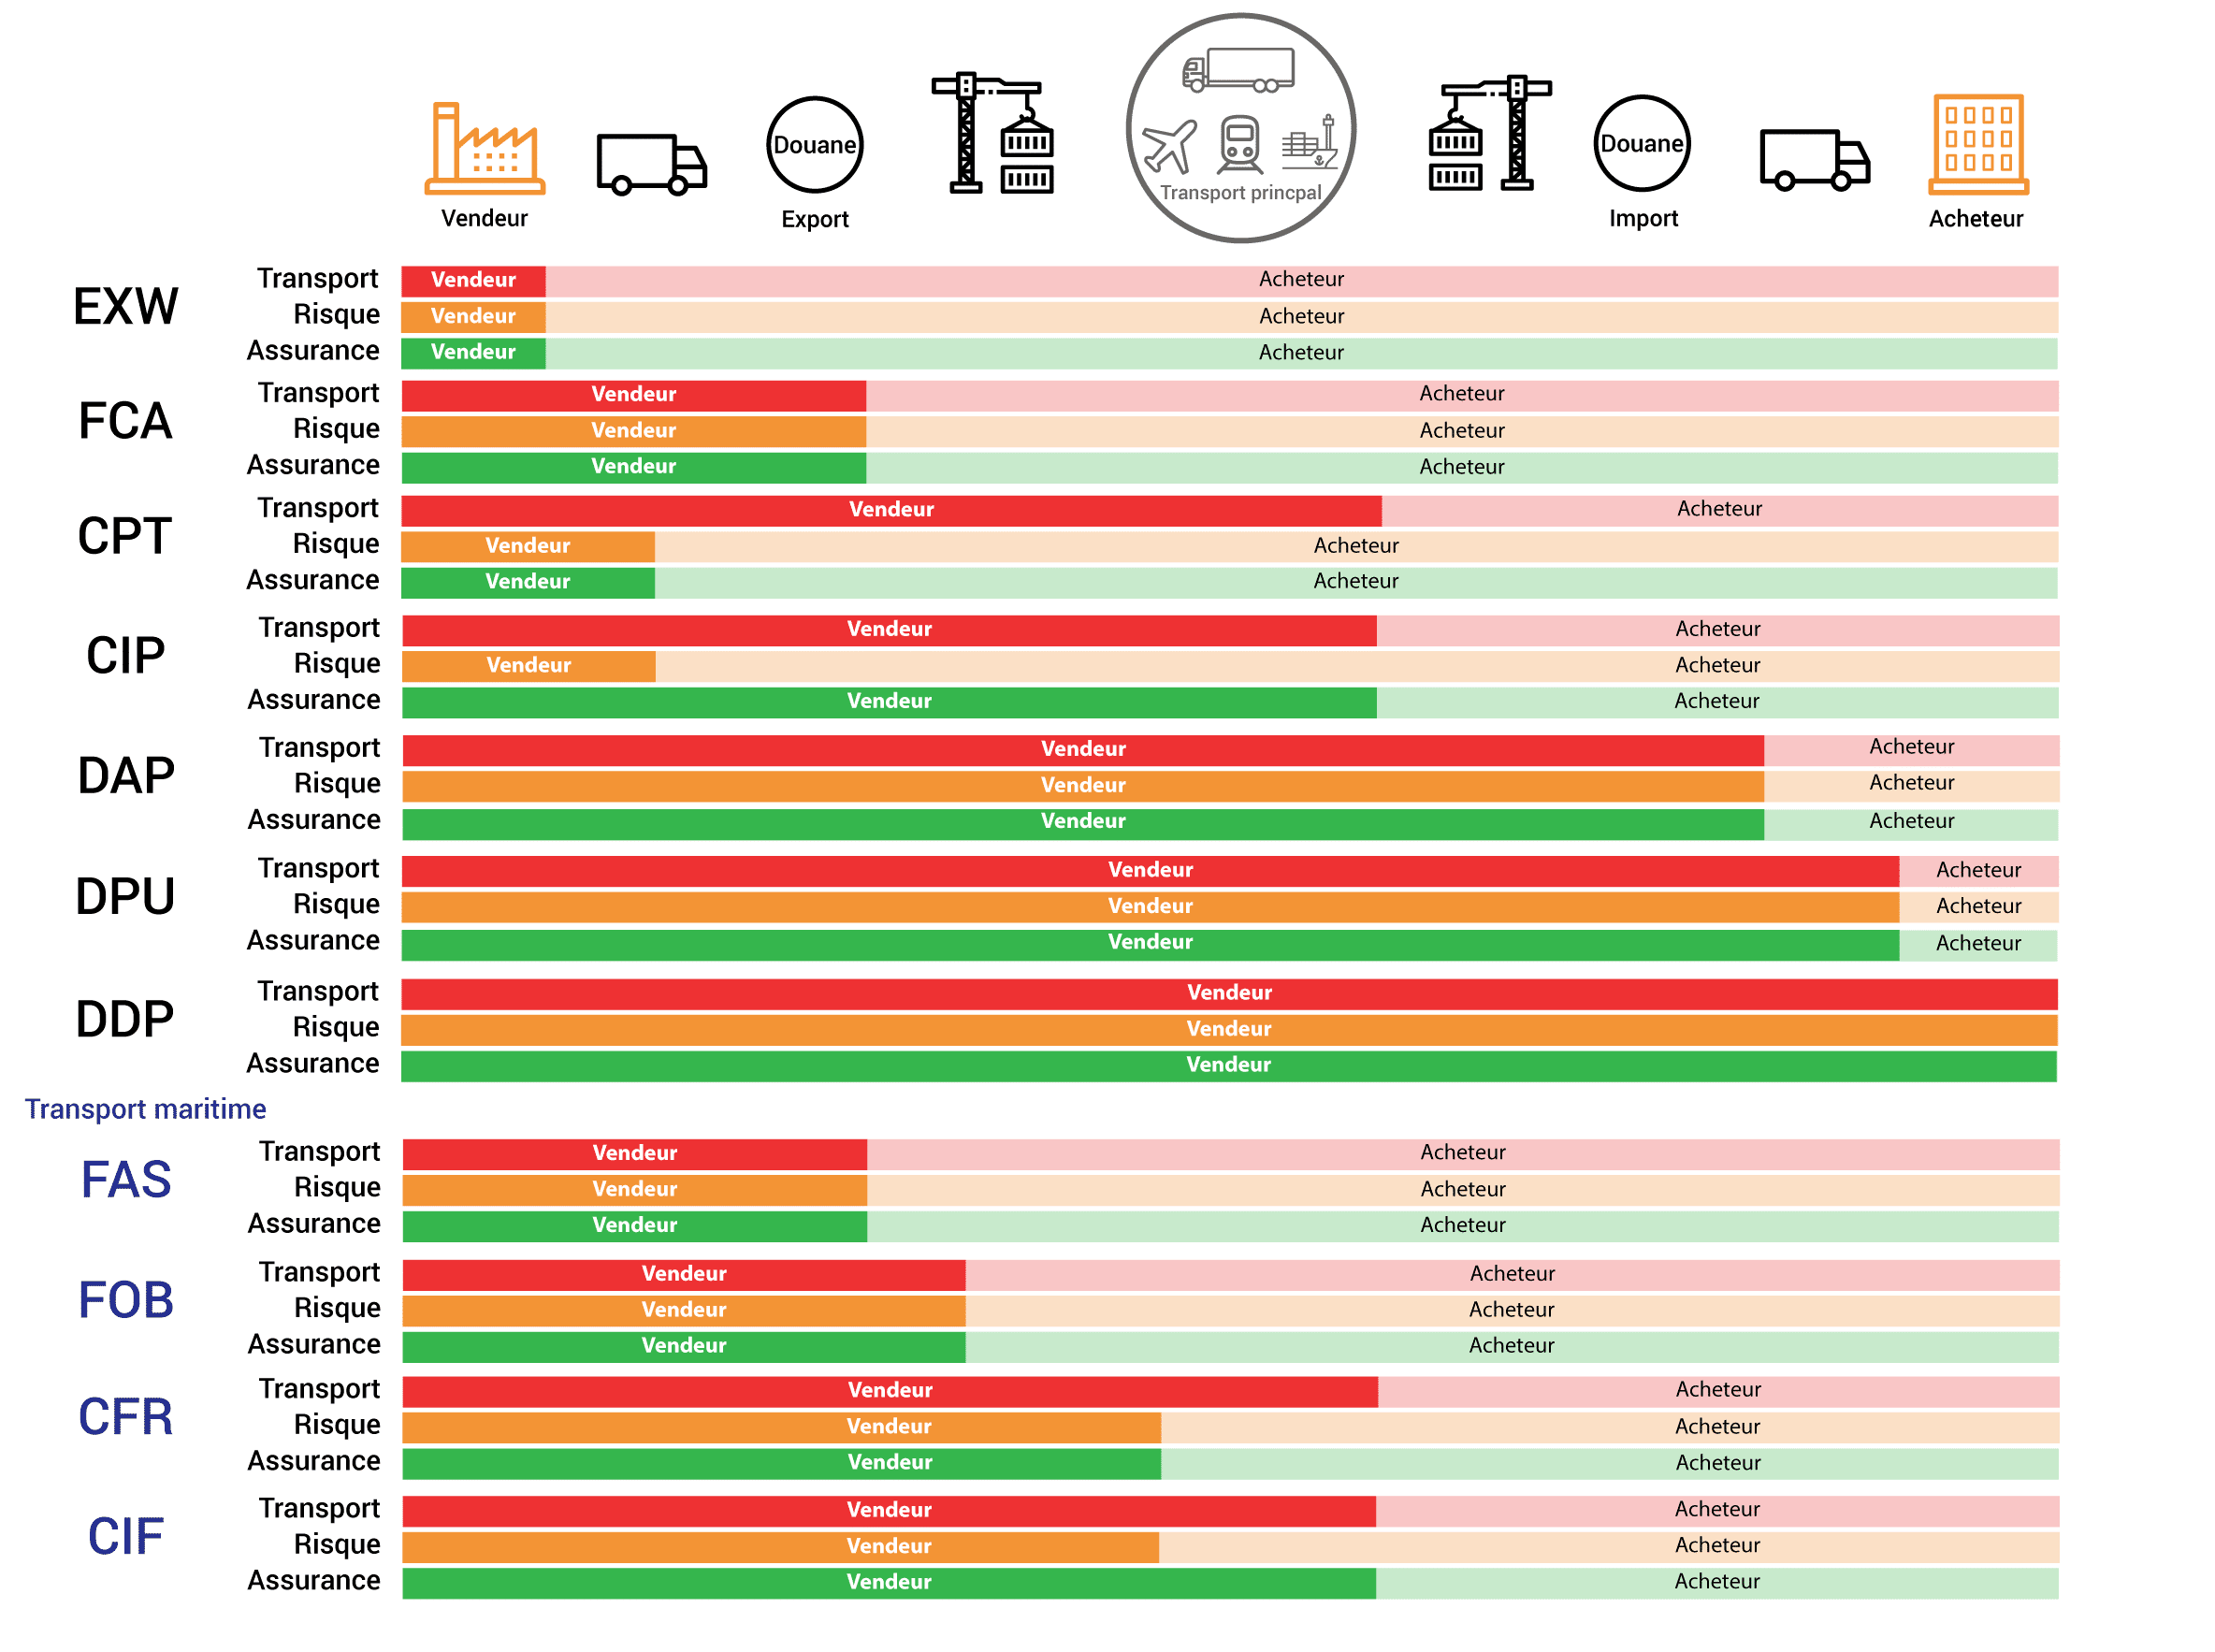 Douane
Douane
Transport princpal
Vendeur
Export
Import
Acheteur
EXW
Transport
Vendeur
Acheteur
Risque
Vendeur
Acheteur
Assurance
Vendeur
Acheteur
FCA
Transport
Vendeur
Acheteur
Risque
Vendeur
Acheteur
Assurance
Vendeur
Acheteur
CPT
Transport
Vendeur
Acheteur
Risque
Vendeur
Acheteur
Assurance
Vendeur
Acheteur
CIP
Transport
Vendeur
Acheteur
Risque
Vendeur
Acheteur
Assurance
Vendeur
Acheteur
DAP
Transport
Vendeur
Acheteur
Risque
Vendeur
Acheteur
Assurance
Vendeur
Acheteur
DPU
Transport
Vendeur
Acheteur
Risque
Vendeur
Acheteur
Assurance
Vendeur
Acheteur
DDP
Transport
Vendeur
Risque
Vendeur
Assurance
Vendeur
Transport maritime
FAS
Transport
Vendeur
Acheteur
Risque
Vendeur
Acheteur
Assurance
Vendeur
Acheteur
FOB
Transport
Vendeur
Acheteur
Risque
Vendeur
Acheteur
Assurance
Vendeur
Acheteur
CFR
Transport
Vendeur
Acheteur
Risque
Vendeur
Acheteur
Assurance
Vendeur
Acheteur
CIF
Transport
Vendeur
Acheteur
Risque
Vendeur
Acheteur
Assurance
Vendeur
Acheteur